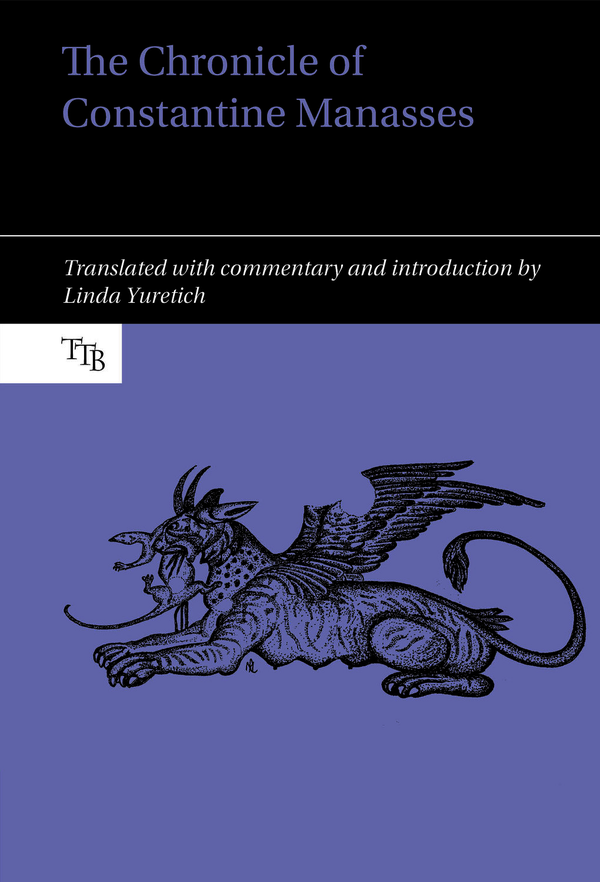 The Chronicle of
Constantine Manasses
Translated with commentary and introduction by
Linda Yuretich
TTB